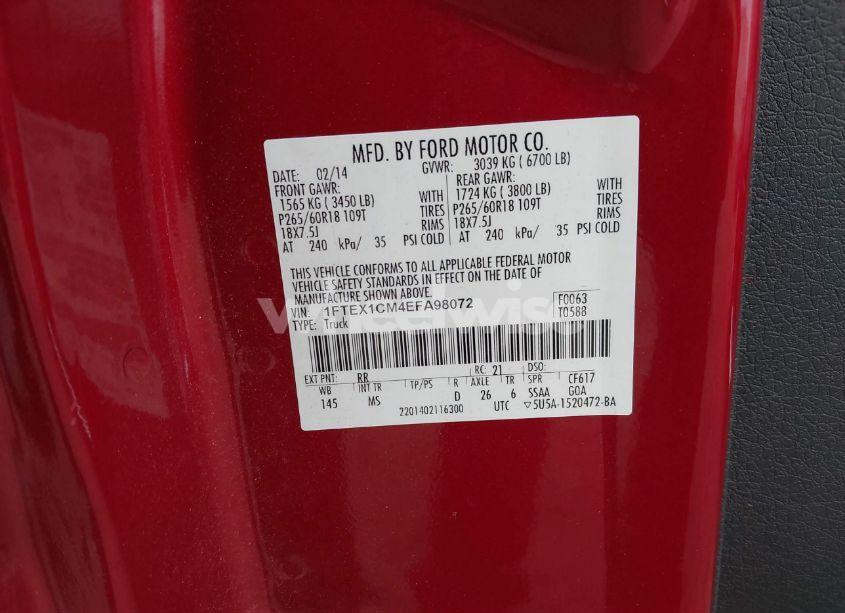 MFD. BY FORD MOTOR CO.
DATE: 02/14 GVWR: 3039 KG ( 6700 LB)
FRONT GAWR: REAR GAWR:
1565 KG ( 3450 LB) WITH 1724 KG ( 3800 LB) WITH
P265/60R18 109T TIRES P265/60R18 109T TIRES
18X7.5J RIMS 18X7.5J RIMS
AT 240 kPa/ 35 PSI COLD AT 240 kPa/ 35 PSI COLD
THIS VEHICLE CONFORMS TO ALL APPLICABLE FEDERAL MOTOR
VEHICLE SAFETY STANDARDS IN EFFECT ON THE DATE OF
MANUFACTURE SHOWN ABOVE.
VIN: 1FTEX1CM4EFA98072 F0063
TYPE: Truck T0588
EXT PNT: RR RC: 21 DSO:
WB INT TR TP/PS R AXLE TR SPR CF617
145 MS D 26 6 SSAA GOA
2201402116300 UTC ▽5U5A-1520472-BA